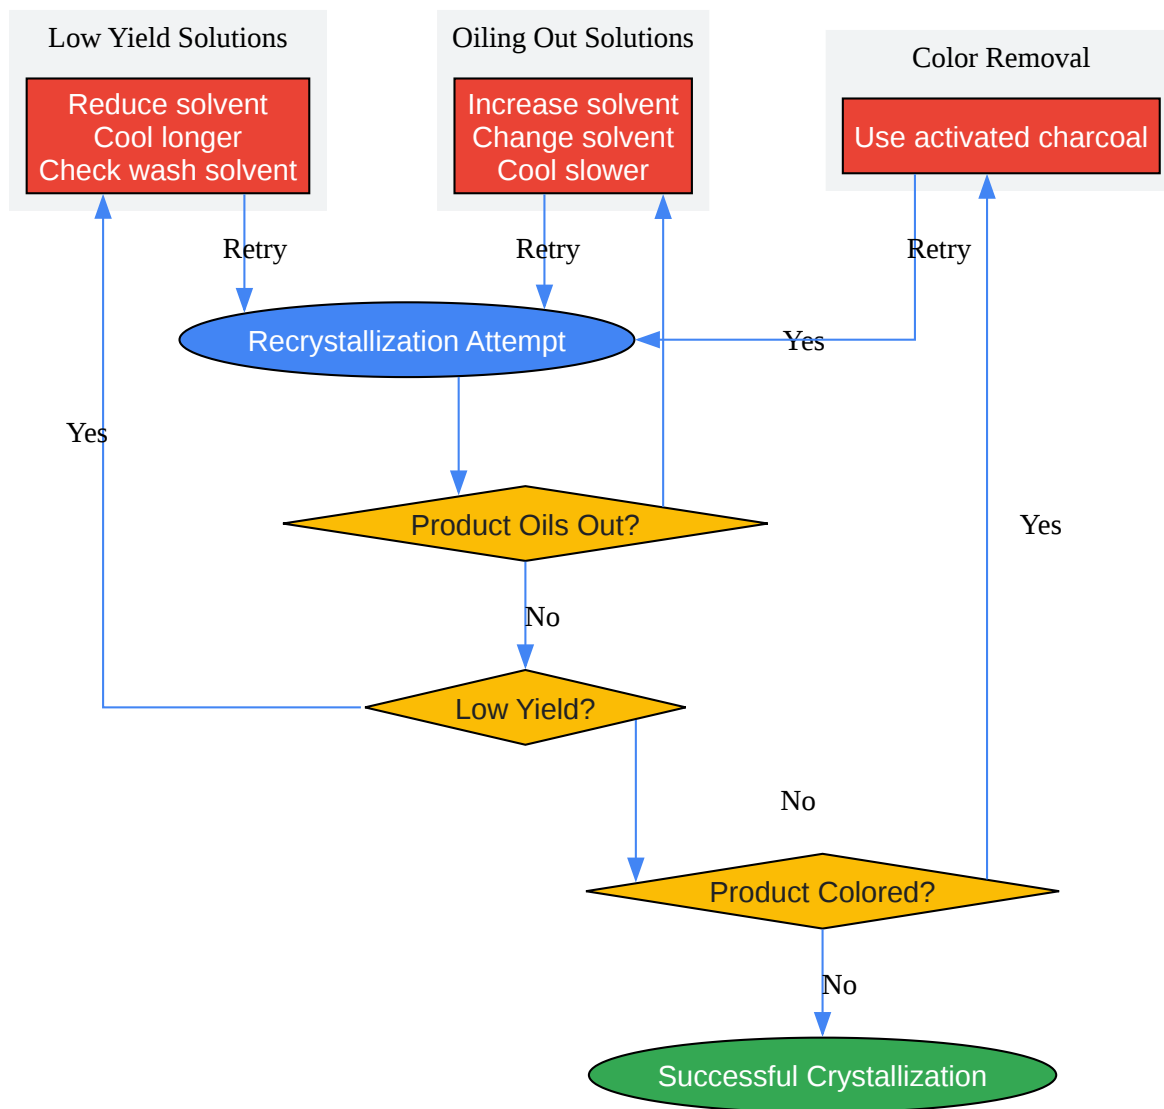 Low Yield Solutions
Oiling Out Solutions
Color Removal
Reduce solvent
Cool longer
Check wash solvent
Increase solvent
Change solvent
Cool slower
Use activated charcoal
Retry
Retry
Retry
Recrystallization Attempt
Yes
Yes
Product Oils Out?
Yes
No
Low Yield?
No
Product Colored?
No
Successful Crystallization